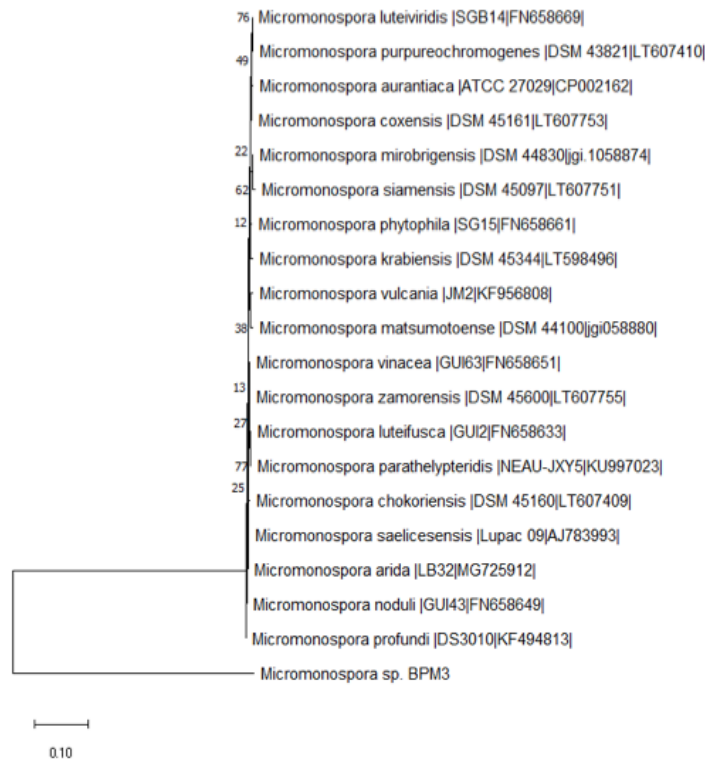 76 Micromonospora luteiviridis |SGB14|FN658669|
49 Micromonospora purpureochromogenes |DSM 43821|LT607410|
Micromonospora aurantiaca |ATCC 27029|CP002162|
Micromonospora coxensis |DSM 45161|LT607753|
22 Micromonospora mirobrigensis |DSM 44830|jgi.1058874|
62 Micromonospora siamensis |DSM 45097|LT607751|
12 Micromonospora phytophila |SG15|FN658661|
Micromonospora krabiensis |DSM 45344|LT598496|
Micromonospora vulcania |JM2|KF956808|
38 Micromonospora matsumotoense |DSM 44100|jgi058880|
Micromonospora vinacea |GUI63|FN658651|
13 Micromonospora zamorensis |DSM 45600|LT607755|
27 Micromonospora luteifusca |GUI2|FN658633|
77 Micromonospora parathelypteridis |NEAU-JXY5|KU997023|
25 Micromonospora chokoriensis |DSM 45160|LT607409|
Micromonospora saelicesensis |Lupac 09|AJ783993|
Micromonospora arida |LB32|MG725912|
Micromonospora noduli |GUI43|FN658649|
Micromonospora profundi |DS3010|KF494813|
Micromonospora sp. BPM3
0.10